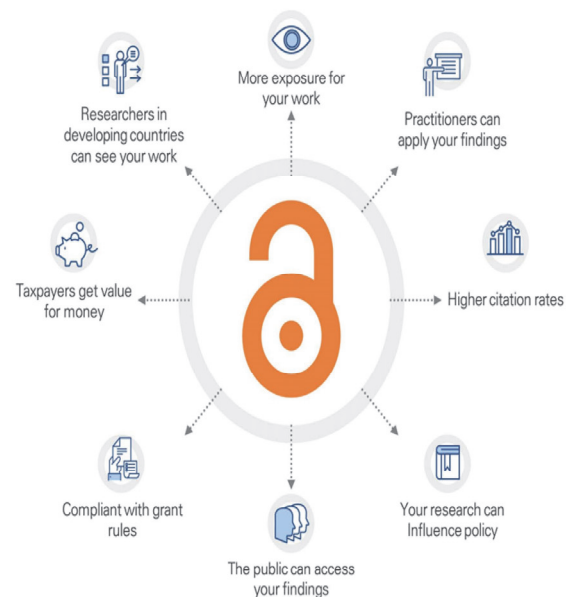 More exposure for
your work
Practitioners can
apply your findings
Higher citation rates
Your research can
Influence policy
The public can access
your findings
Compliant with grant
rules
Taxpayers get value
for money
Researchers in
developing countries
can see your work